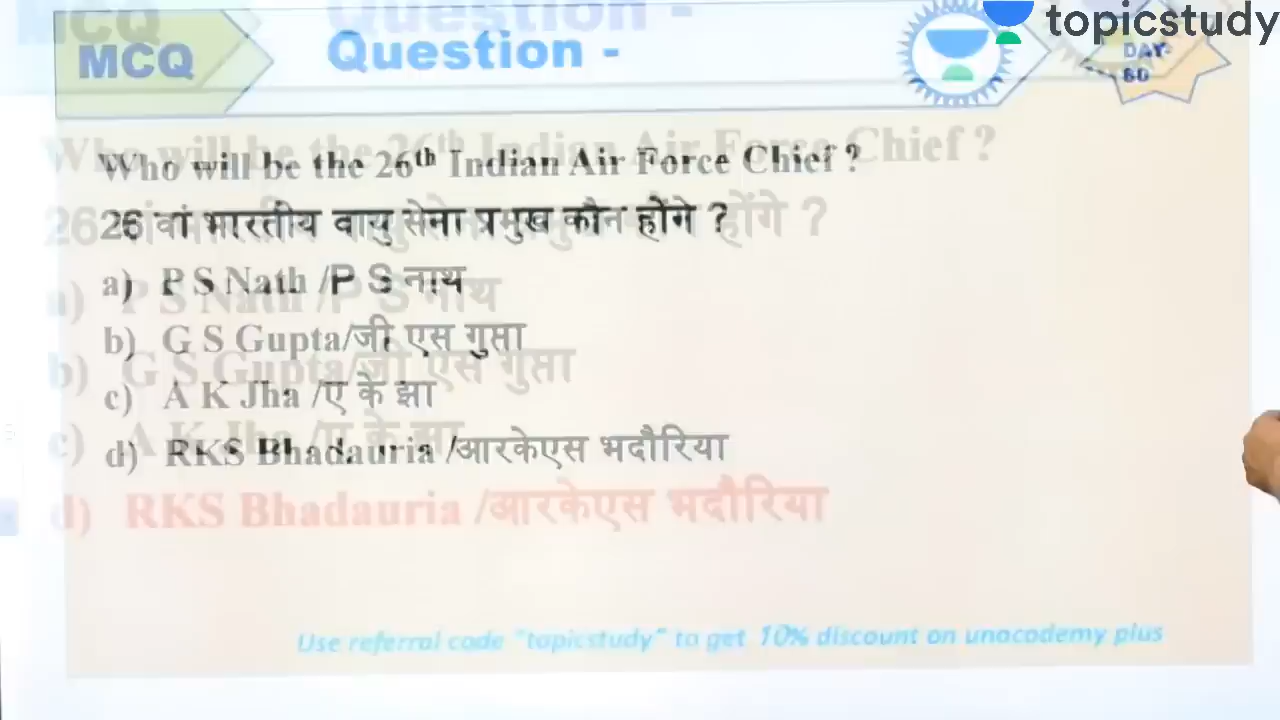 topicstudy
MCQ
Question -
DAY-
60
Who will be the 26th Indian Air Force Chief ?
26 वां भारतीय वायु सेना प्रमुख कौन होंगे ?
a) P S Nath /P S नाथ
b) G S Gupta/जी एस गुप्ता
c) A K Jha /ए के झा
d) RKS Bhadauria /आरकेएस भदौरिया
d) RKS Bhadauria /आरकेएस भदौरिया
Use referral code "topicstudy" to get 10% discount on unacademy plus